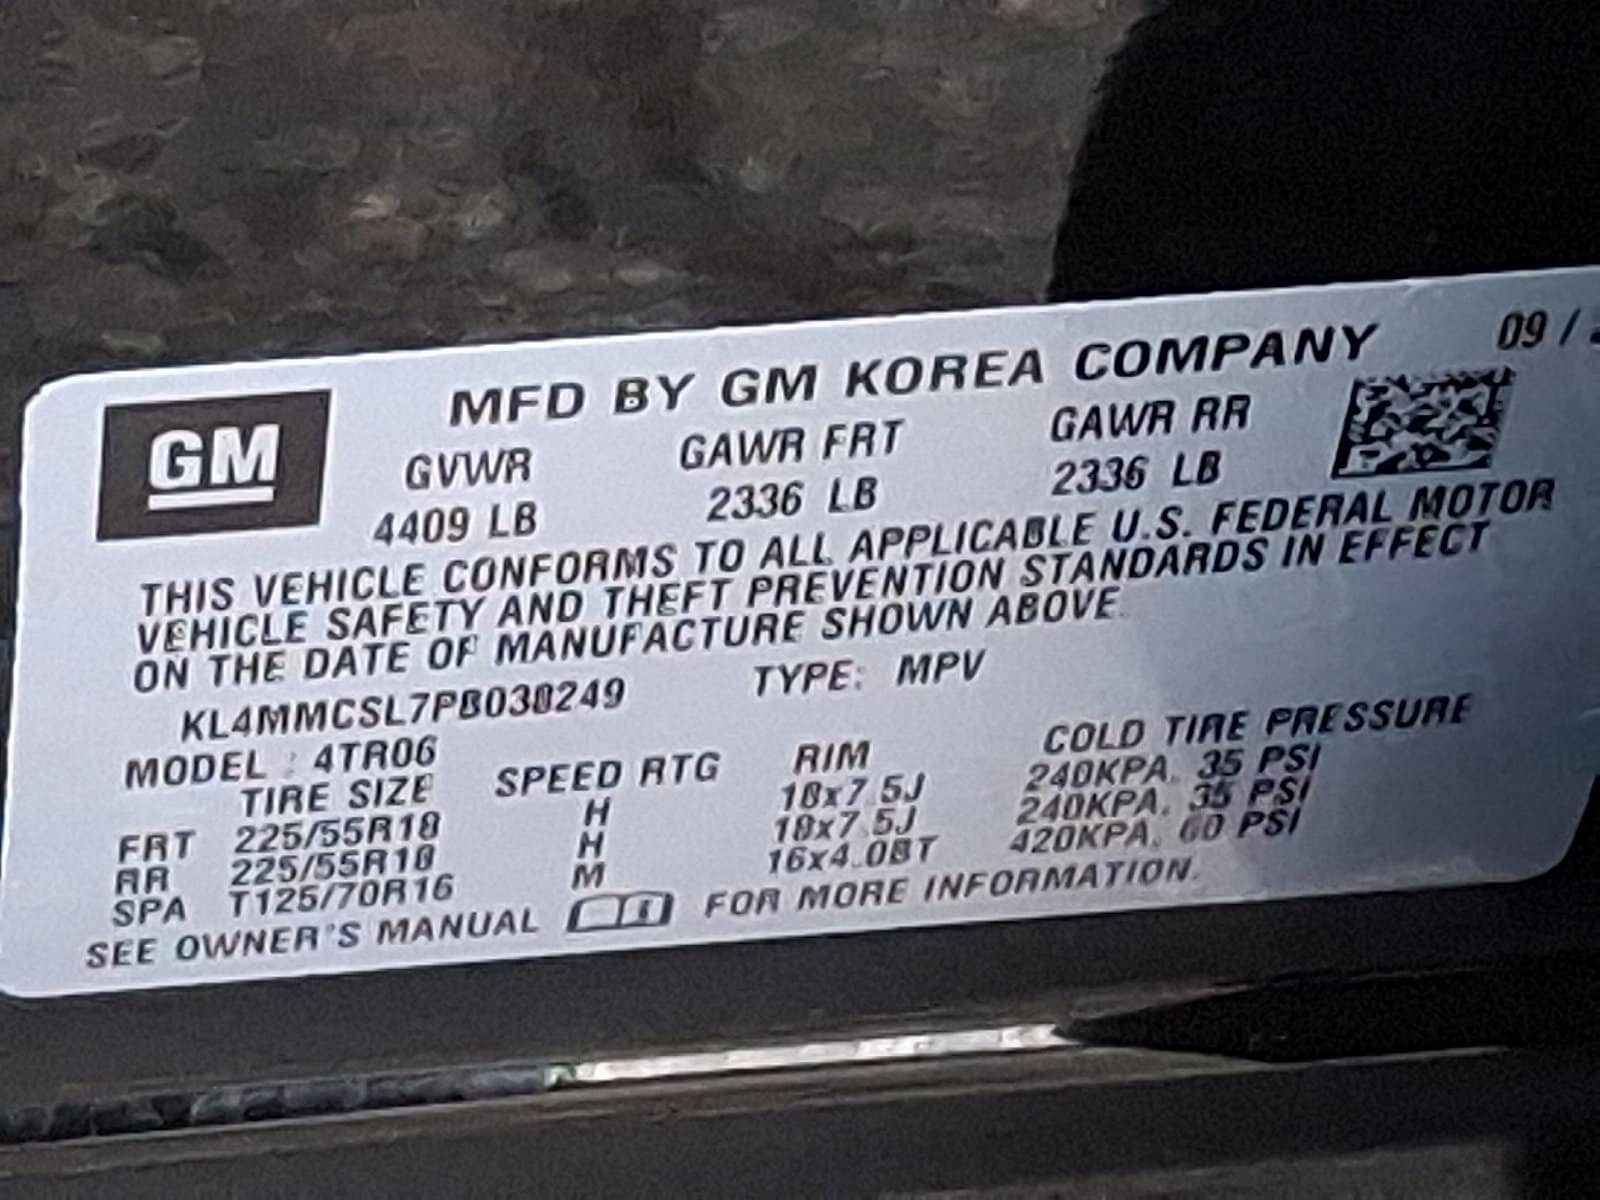 MFD BY GM KOREA COMPANY 09 /
GM
GVWR GAWR FRT GAWR RR
4409 LB 2336 LB 2336 LB
THIS VEHICLE CONFORMS TO ALL APPLICABLE U.S. FEDERAL MOTOR
VEHICLE SAFETY AND THEFT PREVENTION STANDARDS IN EFFECT
ON THE DATE OF MANUFACTURE SHOWN ABOVE.
TYPE: MPV
MODEL : 4TR06
TIRE SIZE SPEED RTG RIM COLD TIRE PRESSURE
FRT 225/55R18 H 18x7.5J 240KPA, 35 PSI
RR 225/55R18 H 18x7.5J 240KPA, 35 PSI
SPA T125/70R16 M 16x4.0BT 420KPA, 60 PSI
SEE OWNER'S MANUAL FOR MORE INFORMATION.